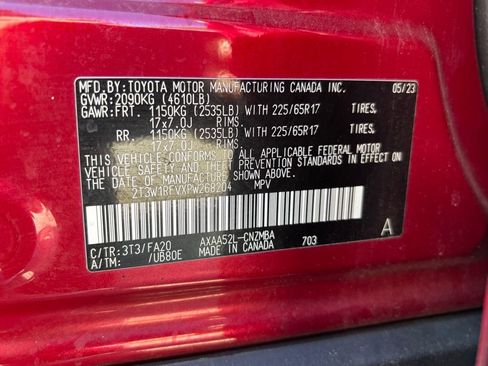 MFD.BY:TOYOTA MOTOR MANUFACTURING CANADA INC. 05/23
GVWR:2090KG (4610LB)
GAWR:FRT. 1150KG (2535LB) WITH 225/65R17 TIRES,
17x7.0J RIMS.
RR. 1150KG (2535LB) WITH 225/65R17 TIRES,
17x7.0J RIMS.
THIS VEHICLE CONFORMS TO ALL APPLICABLE FEDERAL MOTOR
VEHICLE SAFETY, BUMPER, AND THEFT PREVENTION STANDARDS IN EFFECT
ON THE DATE OF MANUFACTURE SHOWN ABOVE.
2T3W1RFVXPW268204 MPV
C/TR:3T3/FA20 AXAA52L-CNZMBA A
A/TM: /UB80E MADE IN CANADA 703